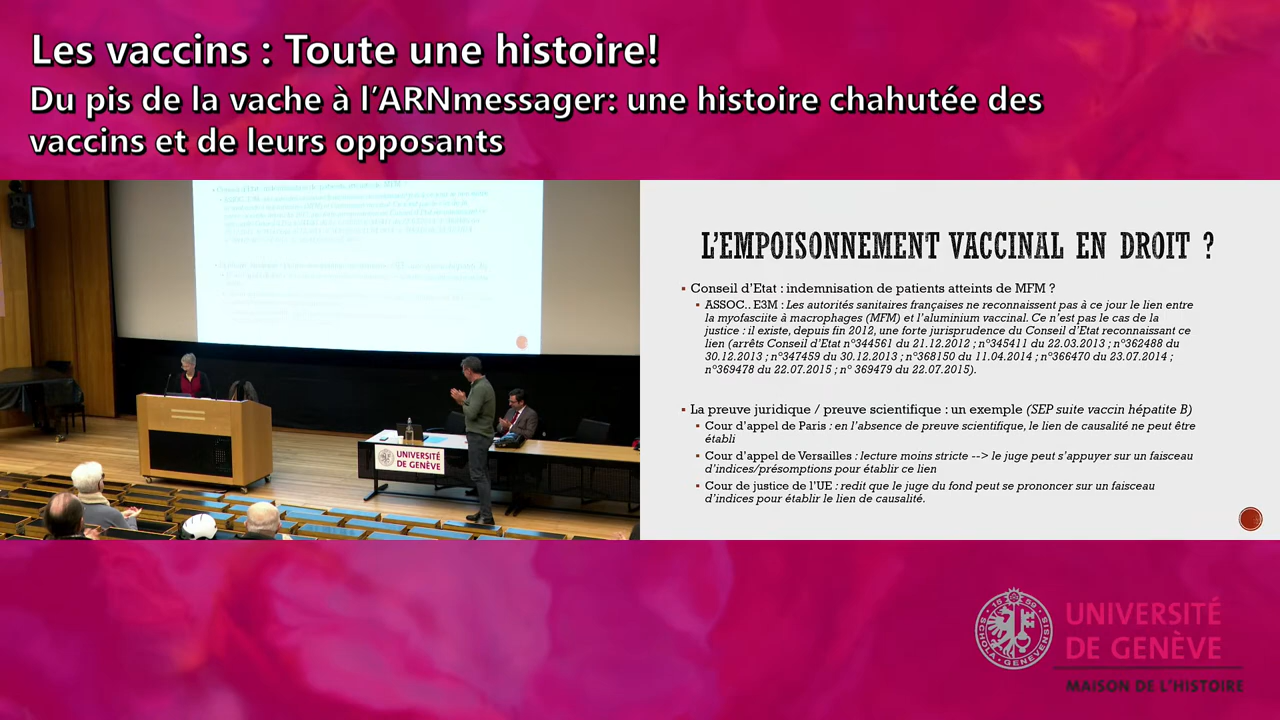 Les vaccins : Toute une histoire!
Du pis de la vache à l'ARNmessager: une histoire chahutée des
vaccins et de leurs opposants
UNIVERSITÉ
DE GENÈVE
L'EMPOISONNEMENT VACCINAL EN DROIT ?
▪ Conseil d'Etat : indemnisation de patients atteints de MFM ?
▪ ASSOC.. E3M : Les autorités sanitaires françaises ne reconnaissent pas à ce jour le lien entre
la myofasciite à macrophages (MFM) et l'aluminium vaccinal. Ce n'est pas le cas de la
justice : il existe, depuis fin 2012, une forte jurisprudence du Conseil d'Etat reconnaissant ce
lien (arrêts Conseil d'Etat n°344561 du 21.12.2012 ; n°345411 du 22.03.2013 ; n°362488 du
30.12.2013 ; n°347459 du 30.12.2013 ; n°368150 du 11.04.2014 ; n°366470 du 23.07.2014 ;
n°369478 du 22.07.2015 ; n° 369479 du 22.07.2015).
▪ La preuve juridique / preuve scientifique : un exemple (SEP suite vaccin hépatite B)
▪ Cour d'appel de Paris : en l'absence de preuve scientifique, le lien de causalité ne peut être
établi
▪ Cour d'appel de Versailles : lecture moins stricte --> le juge peut s'appuyer sur un faisceau
d'indices/présomptions pour établir ce lien
▪ Cour de justice de l'UE : redit que le juge du fond peut se prononcer sur un faisceau
d'indices pour établir le lien de causalité.
SCHOLA GENEVENSIS
1559
UNIVERSITÉ
DE GENÈVE
MAISON DE L'HISTOIRE